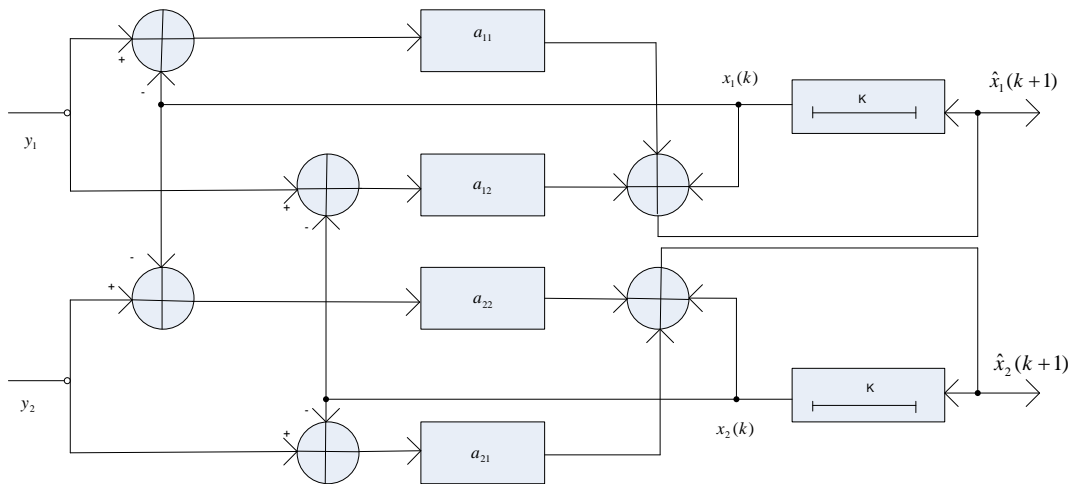 a₁₁
+
-
x₁(k)
K
x̂₁(k+1)
y₁
a₁₂
+
-
-
+
a₂₂
x̂₂(k+1)
K
y₂
-
x₂(k)
+
a₂₁